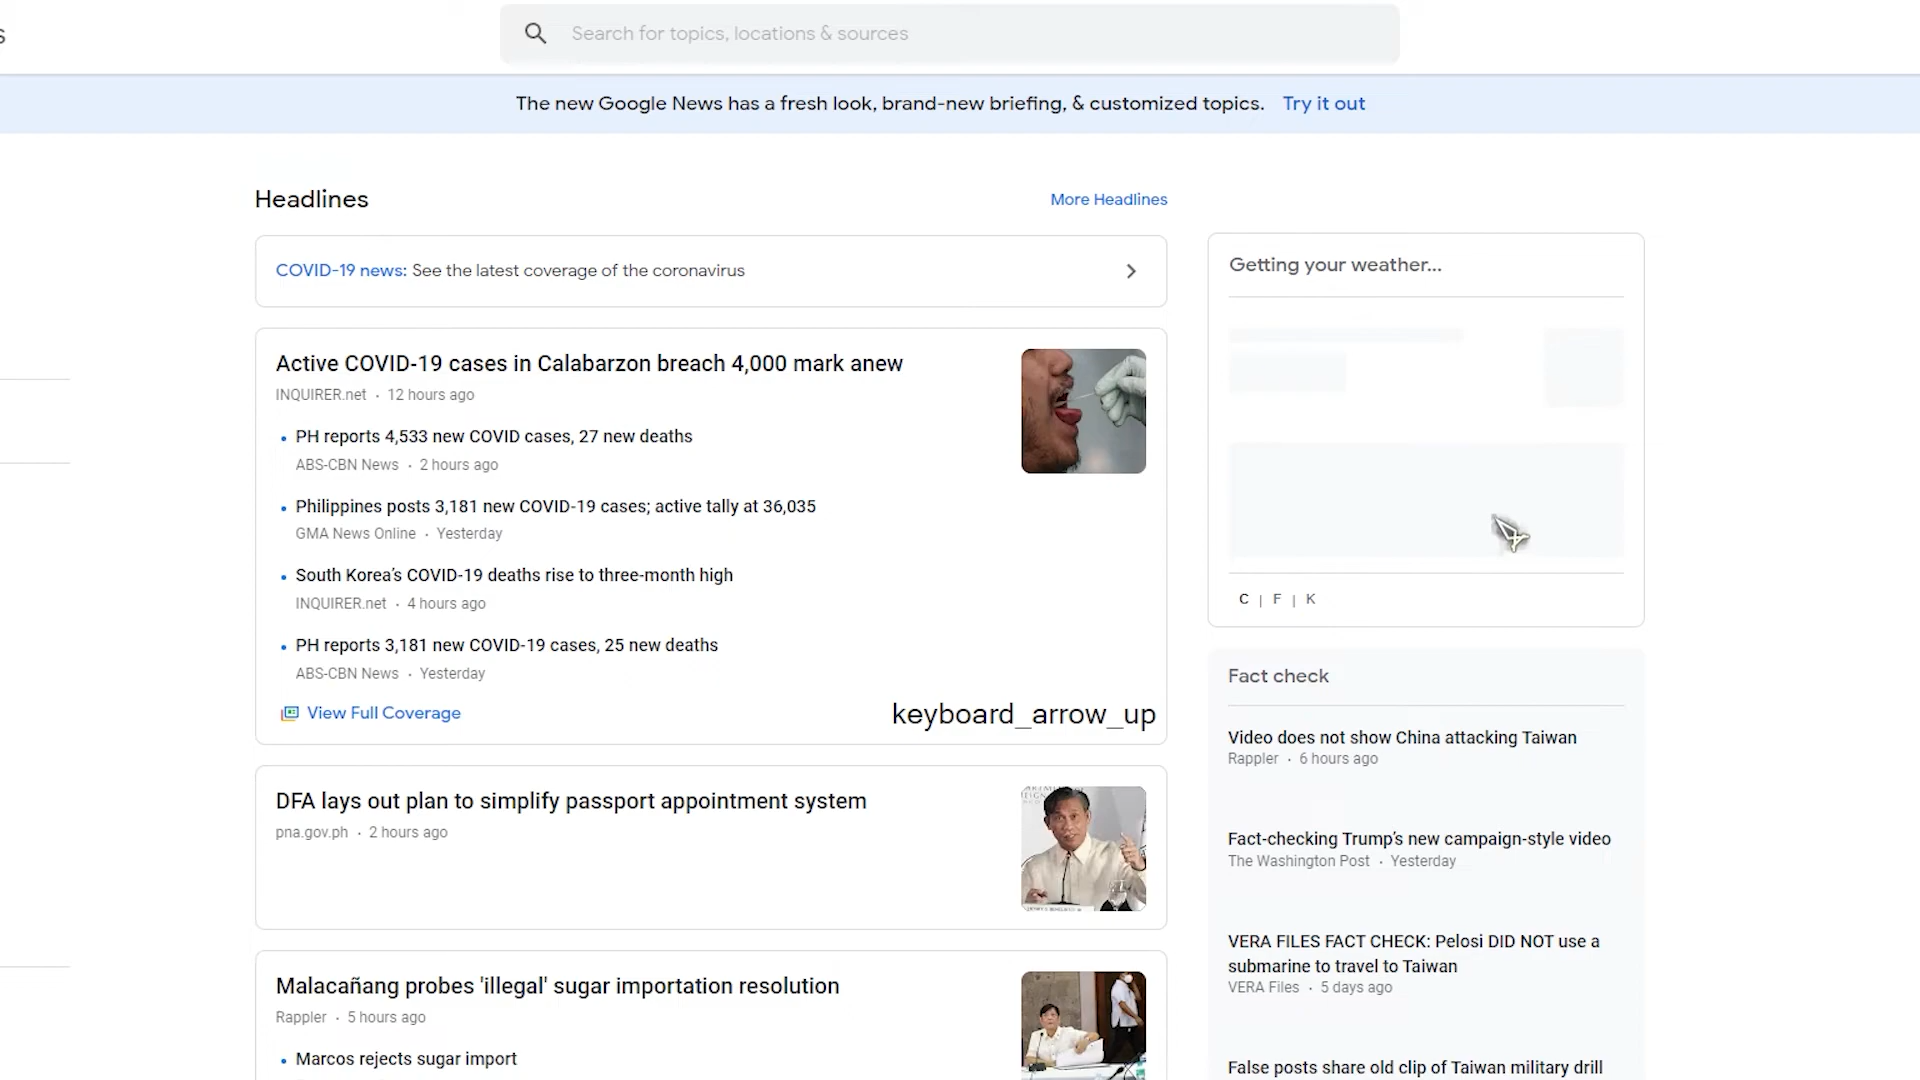 s
Search for topics, locations & sources
The new Google News has a fresh look, brand-new briefing, & customized topics. Try it out
Headlines
More Headlines
COVID-19 news: See the latest coverage of the coronavirus
Active COVID-19 cases in Calabarzon breach 4,000 mark anew
INQUIRER.net · 12 hours ago
• PH reports 4,533 new COVID cases, 27 new deaths
ABS-CBN News · 2 hours ago
• Philippines posts 3,181 new COVID-19 cases; active tally at 36,035
GMA News Online · Yesterday
• South Korea's COVID-19 deaths rise to three-month high
INQUIRER.net · 4 hours ago
• PH reports 3,181 new COVID-19 cases, 25 new deaths
ABS-CBN News · Yesterday
View Full Coverage
keyboard_arrow_up
DFA lays out plan to simplify passport appointment system
pna.gov.ph · 2 hours ago
Malacañang probes 'illegal' sugar importation resolution
Rappler · 5 hours ago
• Marcos rejects sugar import
Getting your weather...
C | F | K
Fact check
Video does not show China attacking Taiwan
Rappler · 6 hours ago
Fact-checking Trump's new campaign-style video
The Washington Post · Yesterday
VERA FILES FACT CHECK: Pelosi DID NOT use a
submarine to travel to Taiwan
VERA Files · 5 days ago
False posts share old clip of Taiwan military drill